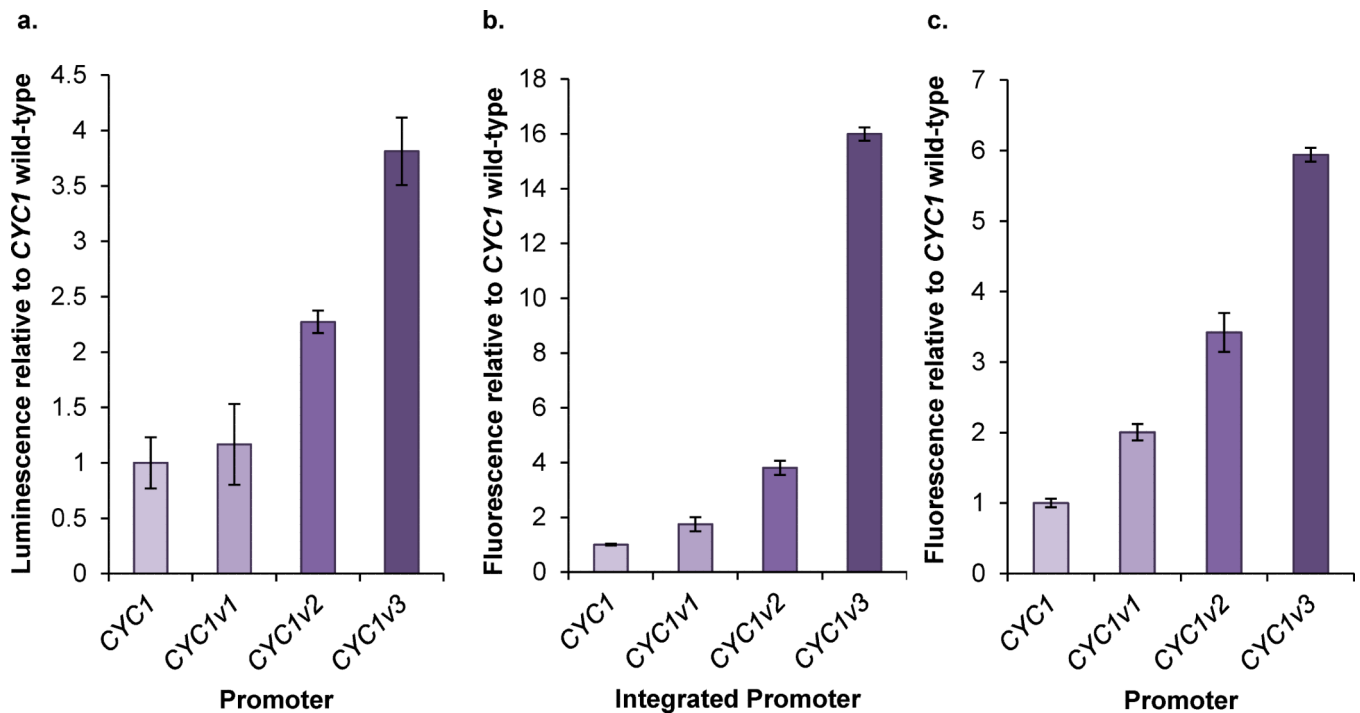 a.
Luminescence relative to CYC1 wild-type
4.5
4
3.5
3
2.5
2
1.5
1
0.5
0
CYC1
CYC1v1
CYC1v2
CYC1v3
Promoter
b.
Fluorescence relative to CYC1 wild-type
18
16
14
12
10
8
6
4
2
0
CYC1
CYC1v1
CYC1v2
CYC1v3
Integrated Promoter
c.
Fluorescence relative to CYC1 wild-type
7
6
5
4
3
2
1
0
CYC1
CYC1v1
CYC1v2
CYC1v3
Promoter